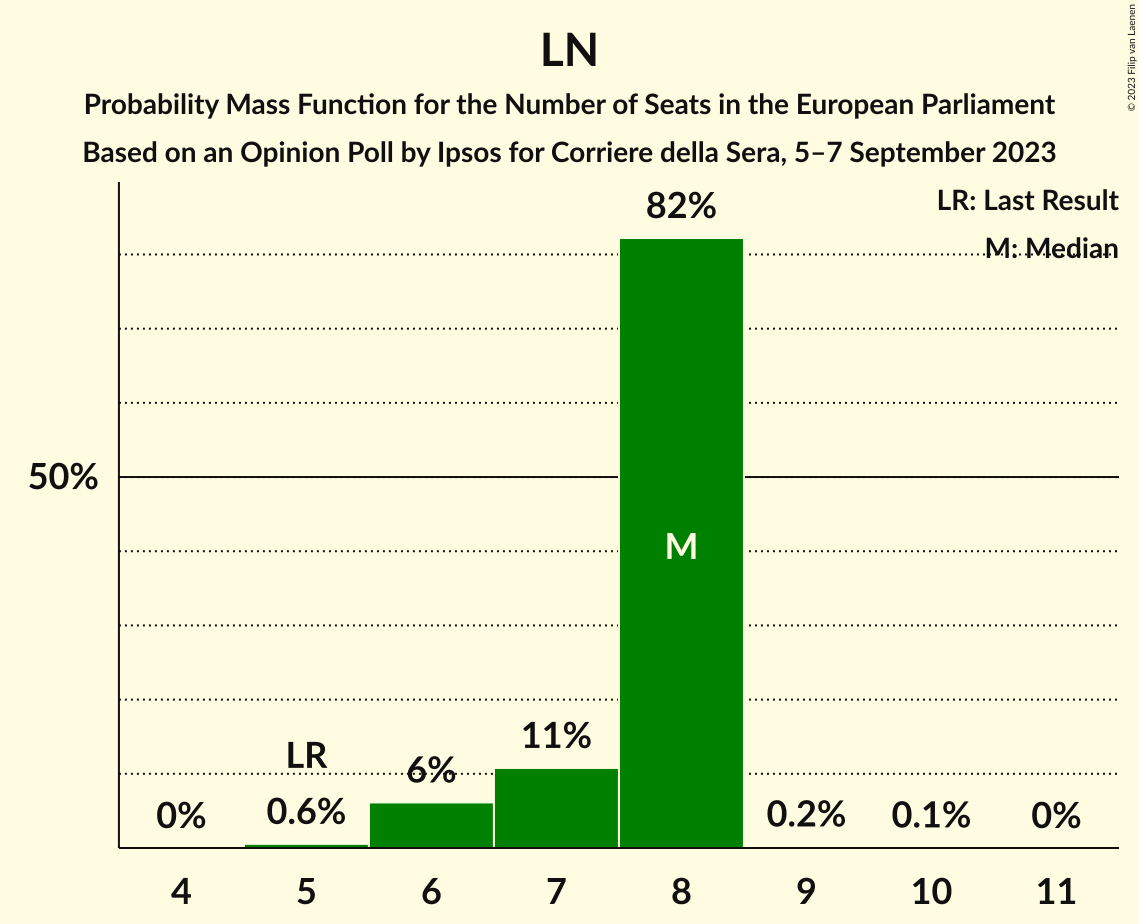 LN
Probability Mass Function for the Number of Seats in the European Parliament
Based on an Opinion Poll by Ipsos for Corriere della Sera, 5–7 September 2023
© 2023 Filip van Laenen
LR: Last Result
M: Median
82%
50%
M
11%
LR
6%
0%
0.6%
0.2%
0.1%
0%
4
5
6
7
8
9
10
11